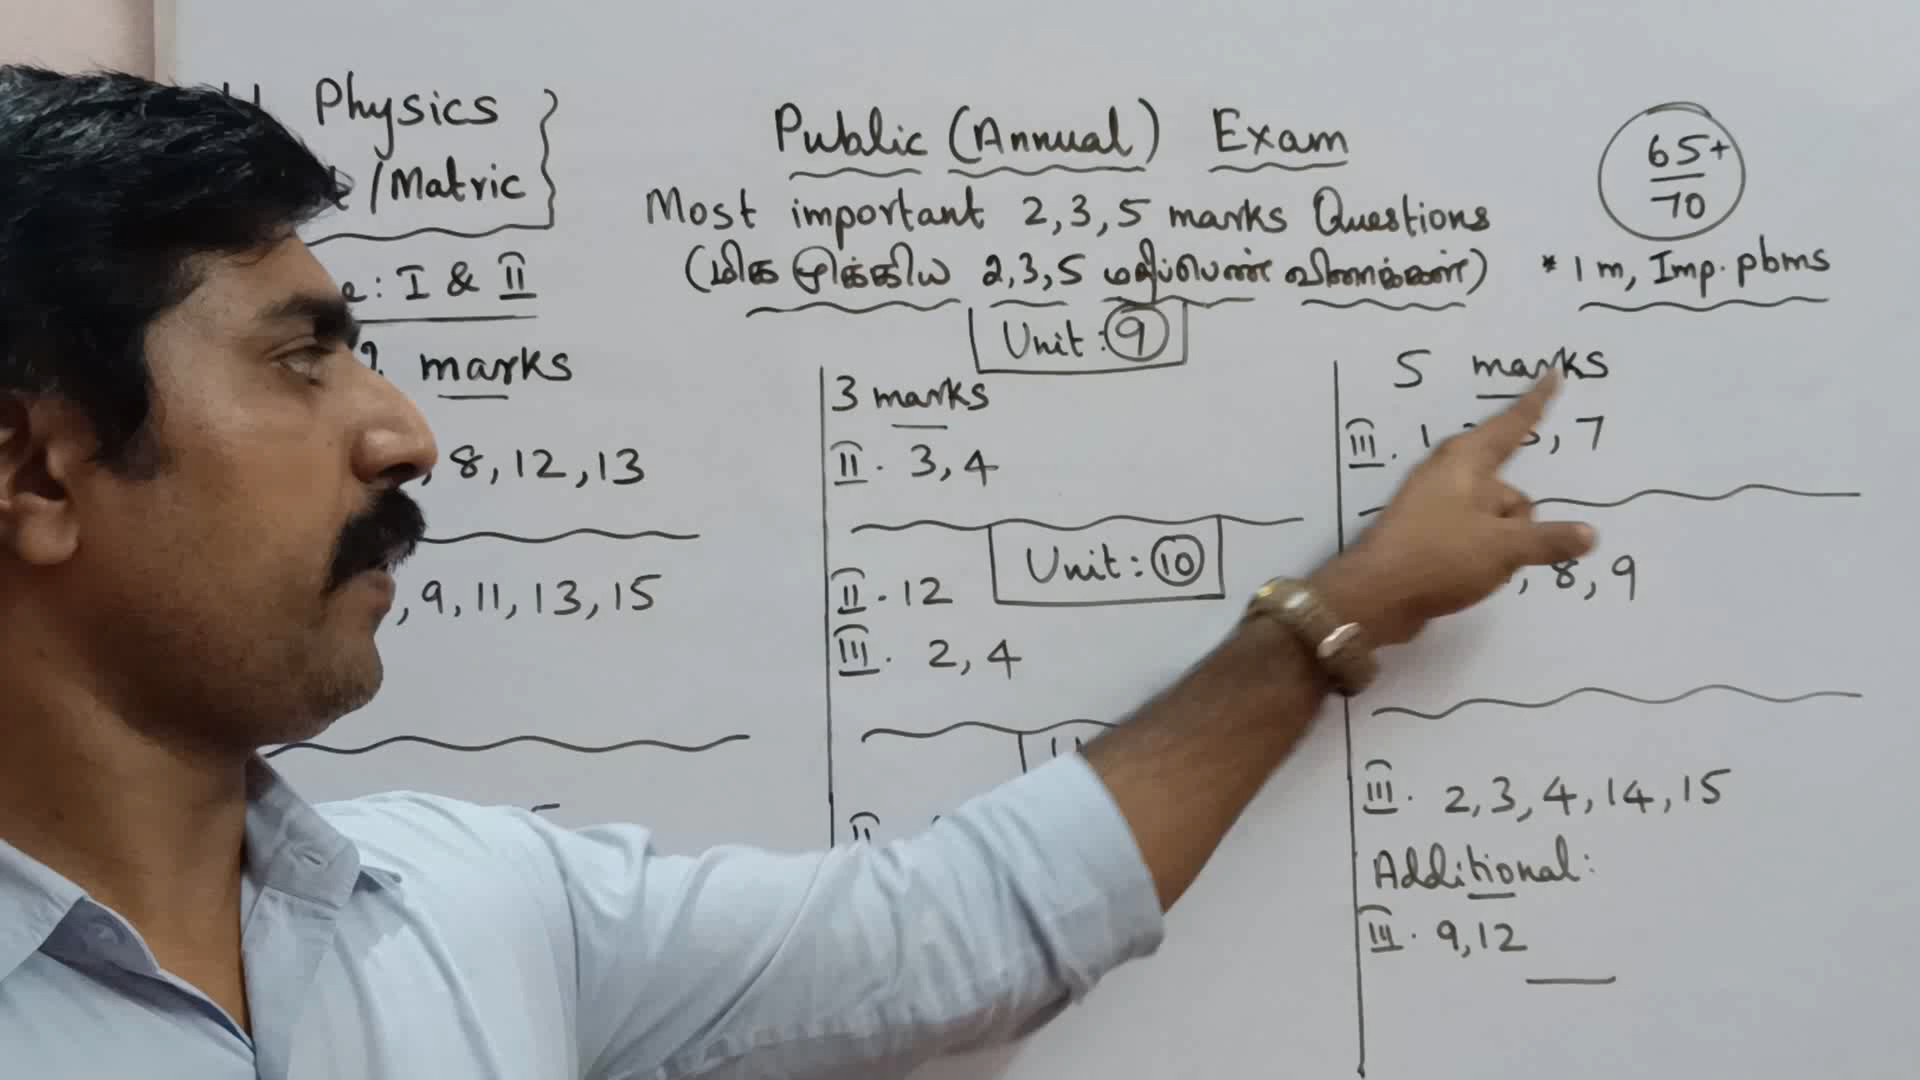 Physics
/Matric
: I & II
marks
8, 12, 13
9, 11, 13, 15
Public (Annual) Exam
Most important 2, 3, 5 marks Questions
(மிக முக்கிய 2, 3, 5 மதிப்பெண் வினாக்கள்)
65+
70
* 1 m, Imp. pbms
Unit: 9
3 marks
II. 3, 4
Unit: 10
II. 12
III. 2, 4
II.
5 marks
III. 1, 7
8, 9
III. 2, 3, 4, 14, 15
Additional:
III. 9, 12